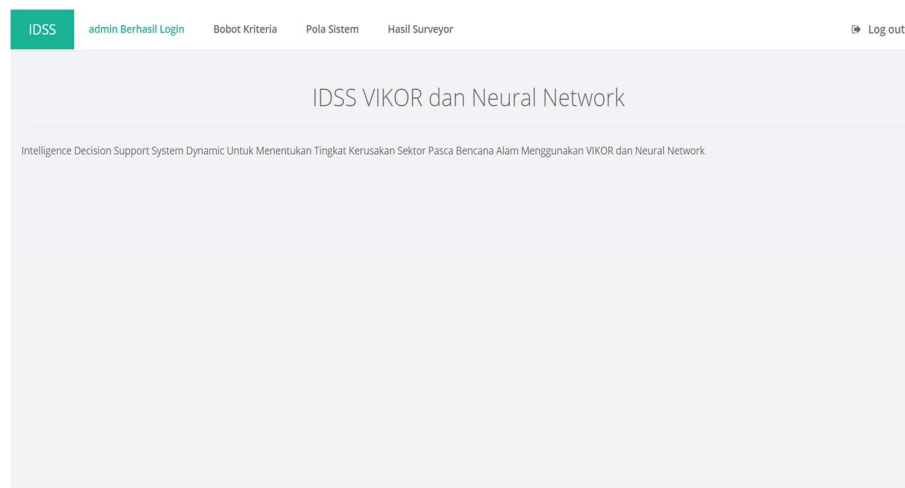 IDSS admin Berhasil Login Bobot Kriteria Pola Sistem Hasil Surveyor Log out
IDSS VIKOR dan Neural Network
Intelligence Decision Support System Dynamic Untuk Menentukan Tingkat Kerusakan Sektor Pasca Bencana Alam Menggunakan VIKOR dan Neural Network